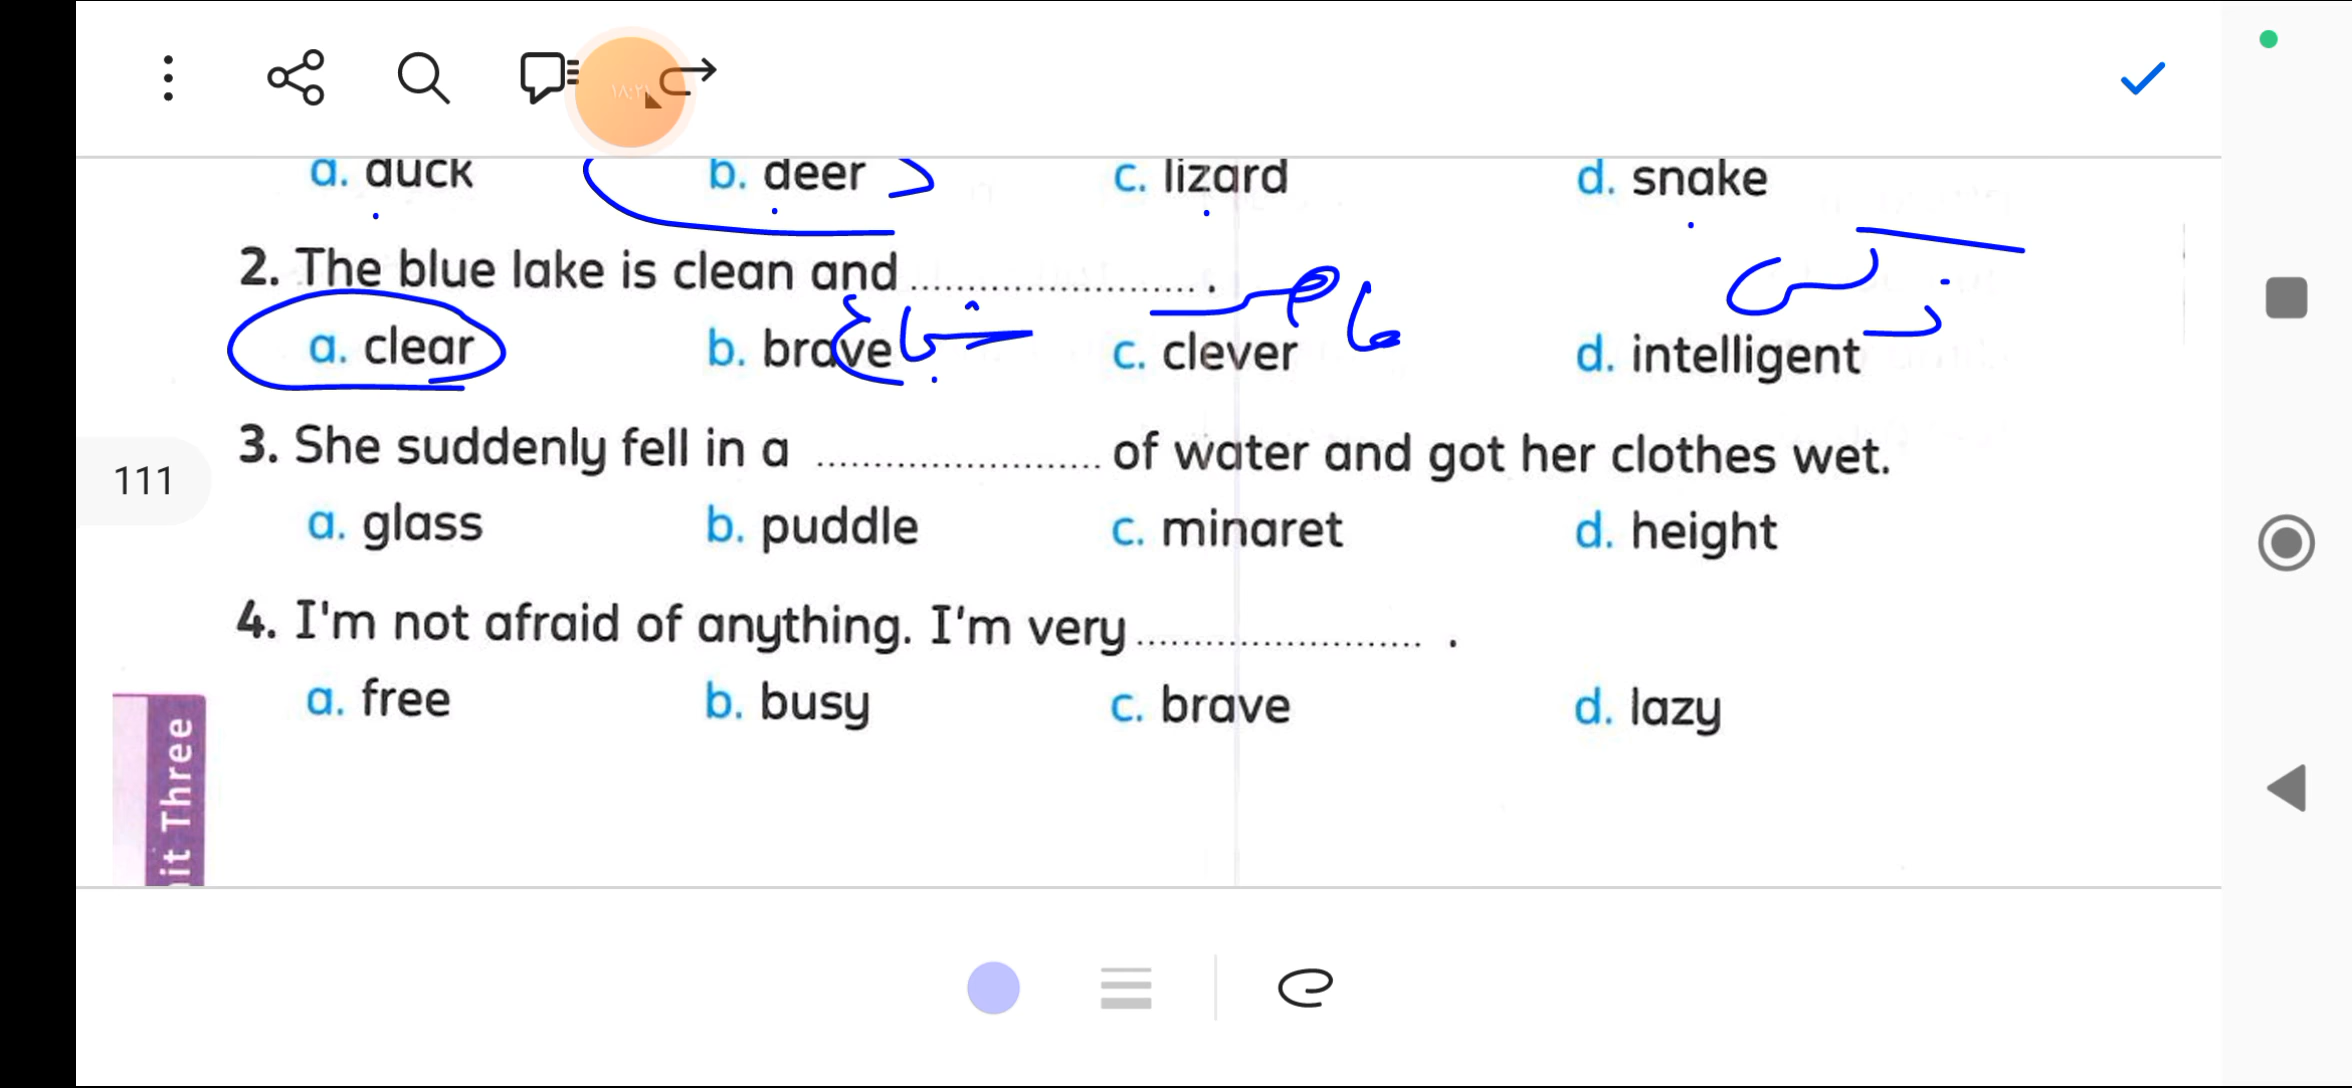 ١٨:٢١
a. duck b. deer c. lizard d. snake
2. The blue lake is clean and .......................... .
a. clear b. brave شجاع c. clever ماهر d. intelligent ذكي
3. She suddenly fell in a .......................... of water and got her clothes wet.
111
a. glass b. puddle c. minaret d. height
4. I'm not afraid of anything. I'm very .......................... .
a. free b. busy c. brave d. lazy
it Three